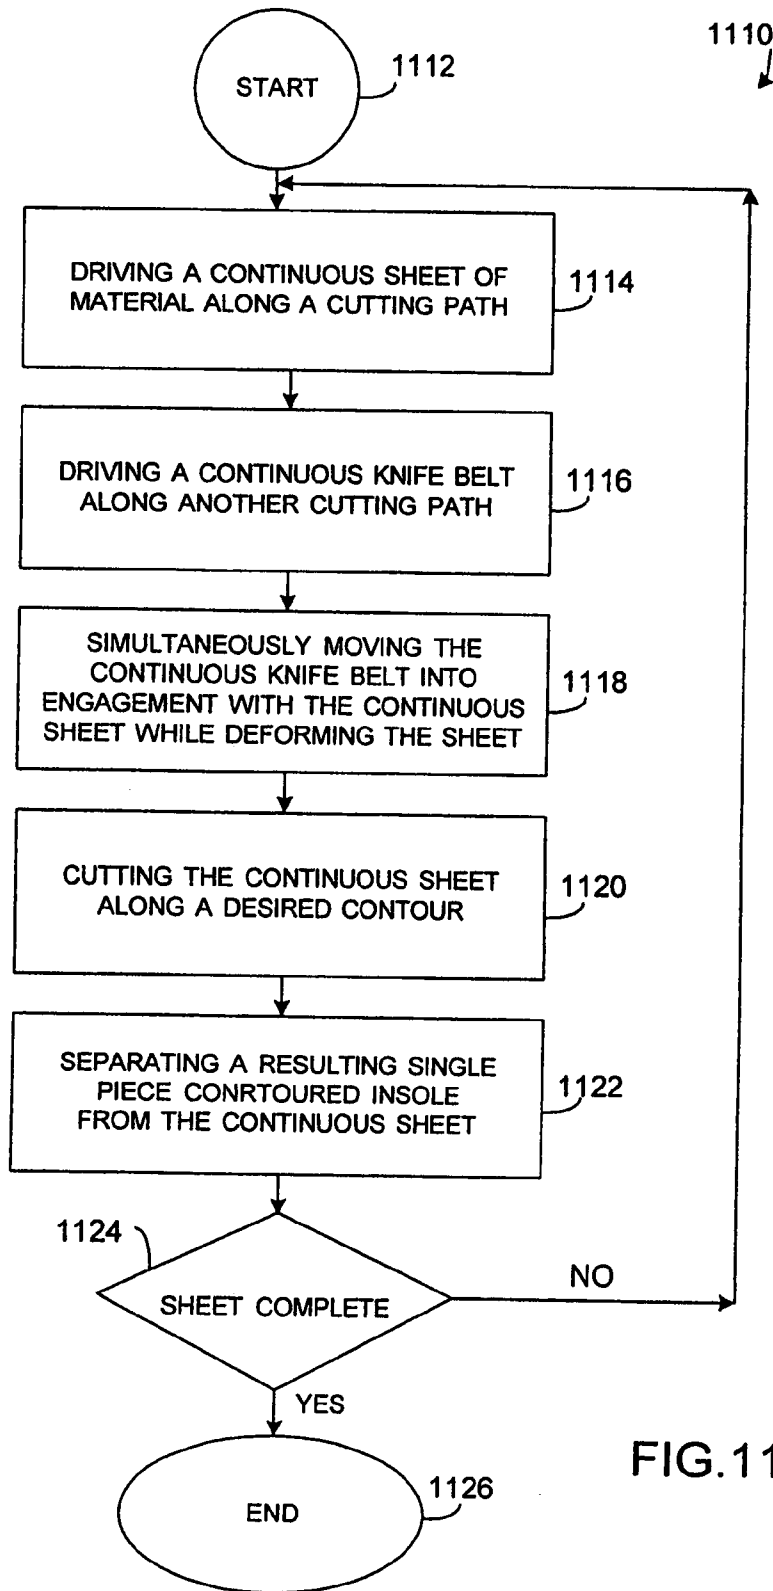 1110
START
1112
DRIVING A CONTINUOUS SHEET OF
MATERIAL ALONG A CUTTING PATH
1114
DRIVING A CONTINUOUS KNIFE BELT
ALONG ANOTHER CUTTING PATH
1116
SIMULTANEOUSLY MOVING THE
CONTINUOUS KNIFE BELT INTO
ENGAGEMENT WITH THE CONTINUOUS
SHEET WHILE DEFORMING THE SHEET
1118
CUTTING THE CONTINUOUS SHEET
ALONG A DESIRED CONTOUR
1120
SEPARATING A RESULTING SINGLE
PIECE CONRTOURED INSOLE
FROM THE CONTINUOUS SHEET
1122
1124
SHEET COMPLETE
NO
YES
END
1126
FIG.11